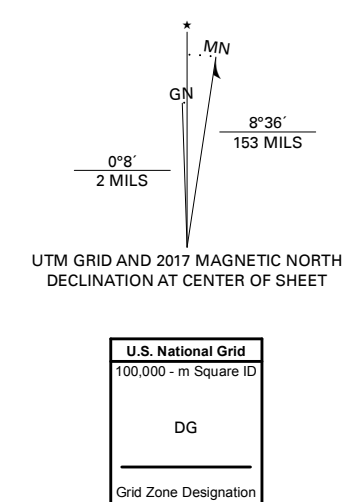 ★
MN
GN
8°36´
153 MILS
0°8´
2 MILS
UTM GRID AND 2017 MAGNETIC NORTH
DECLINATION AT CENTER OF SHEET
U.S. National Grid
100,000 - m Square ID
DG
Grid Zone Designation